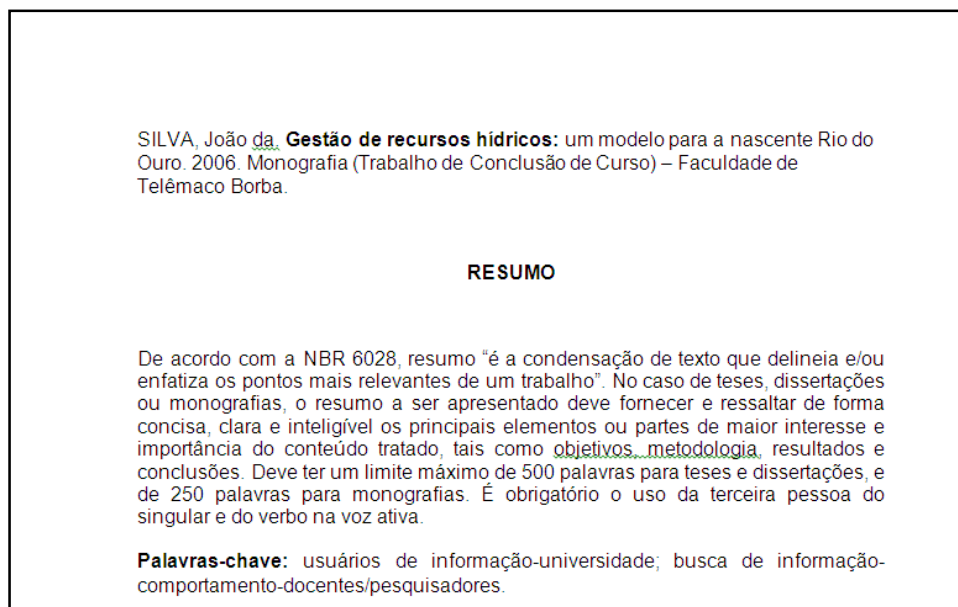 SILVA, João da. Gestão de recursos hídricos: um modelo para a nascente Rio do
Ouro. 2006. Monografia (Trabalho de Conclusão de Curso) – Faculdade de
Telêmaco Borba.
RESUMO
De acordo com a NBR 6028, resumo “é a condensação de texto que delineia e/ou
enfatiza os pontos mais relevantes de um trabalho”. No caso de teses, dissertações
ou monografias, o resumo a ser apresentado deve fornecer e ressaltar de forma
concisa, clara e inteligível os principais elementos ou partes de maior interesse e
importância do conteúdo tratado, tais como objetivos, metodologia, resultados e
conclusões. Deve ter um limite máximo de 500 palavras para teses e dissertações, e
de 250 palavras para monografias. É obrigatório o uso da terceira pessoa do
singular e do verbo na voz ativa.
Palavras-chave: usuários de informação-universidade; busca de informação-
comportamento-docentes/pesquisadores.